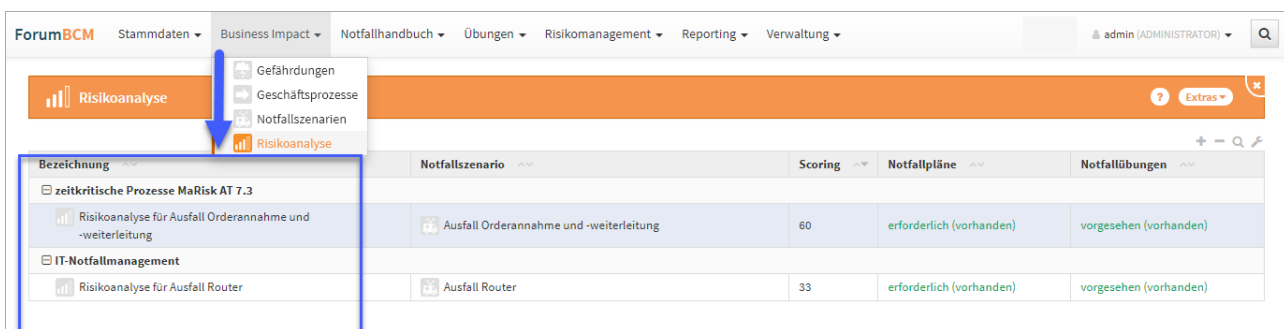 ForumBCM Stammdaten Business Impact Notfallhandbuch Übungen Risikomanagement Reporting Verwaltung admin (ADMINISTRATOR)
Gefährdungen
Geschäftsprozesse
Notfallszenarien
Risikoanalyse
Risikoanalyse ? Extras
Bezeichnung Notfallszenario Scoring Notfallpläne Notfallübungen
zeitkritische Prozesse MaRisk AT 7.3
Risikoanalyse für Ausfall Orderannahme und
-weiterleitung
Ausfall Orderannahme und -weiterleitung 60 erforderlich (vorhanden) vorgesehen (vorhanden)
IT-Notfallmanagement
Risikoanalyse für Ausfall Router Ausfall Router 33 erforderlich (vorhanden) vorgesehen (vorhanden)